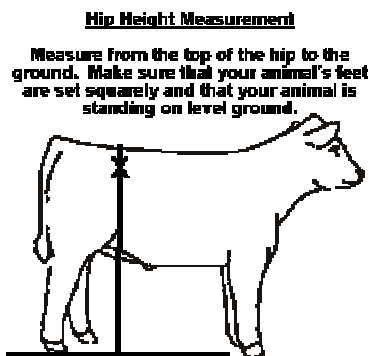 Hip Height Measurement
Measure from the top of the hip to the
ground. Make sure that your animal's feet
are set squarely and that your animal is
standing on level ground.